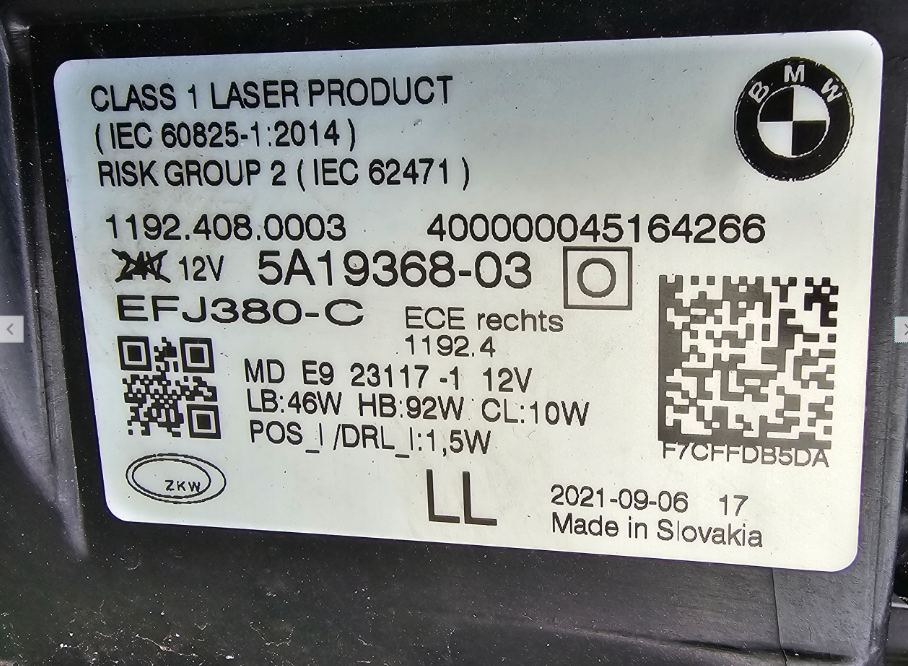 CLASS 1 LASER PRODUCT
(IEC 60825-1:2014)
RISK GROUP 2 (IEC 62471)
BMW
1192.408.0003 400000045164266
24V 12V 5A19368-03 O
EFJ380-C ECE rechts
1192.4
MD E9 23117 -1 12V
LB:46W HB:92W CL:10W
POS_I/DRL_I:1,5W
F7CFFDB5DA
ZKW
LL
2021-09-06 17
Made in Slovakia